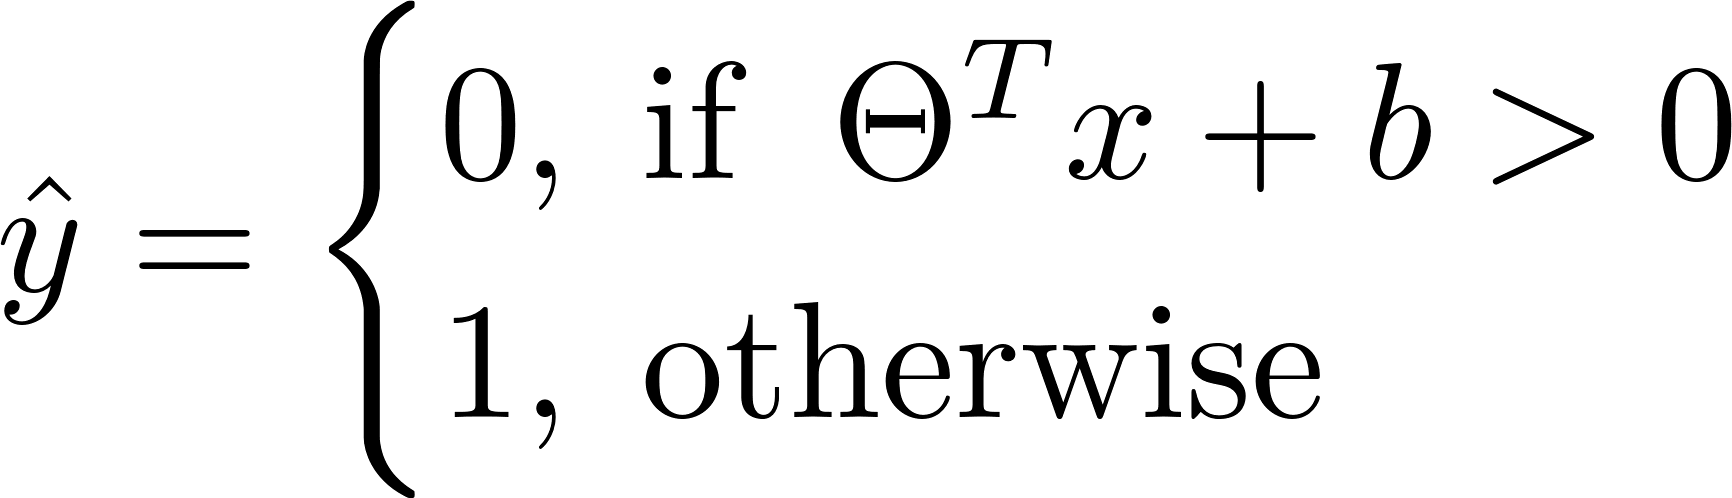 ŷ = { 0, if Θ^T x + b > 0
1, otherwise